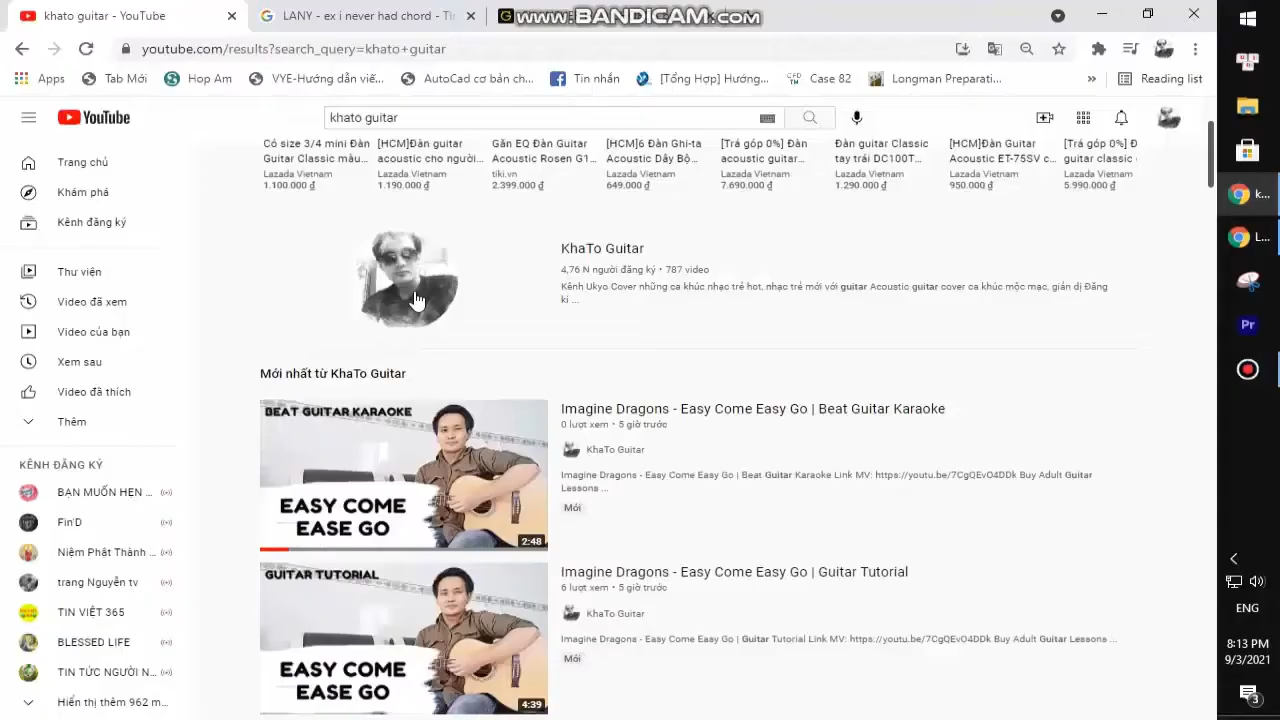 khato guitar - YouTube
LANY - ex i never had chord - Ti
www.BANDICAM.com
youtube.com/results?search_query=khato+guitar
Apps
Tab Mới
Hop Am
VYE-Hướng dẫn viế...
AutoCad cơ bản ch...
Tin nhắn
[Tổng Hợp] Hướng...
Case 82
Longman Preparati...
»
Reading list
YouTube
khato guitar
Có size 3/4 mini Đàn
Guitar Classic màu...
Lazada Vietnam
1.100.000 ₫
[HCM]Đàn guitar
acoustic cho người...
Lazada Vietnam
1.190.000 ₫
Gắn EQ Đàn Guitar
Acoustic Rosen G1...
tiki.vn
2.399.000 ₫
[HCM]6 Đàn Ghi-ta
Acoustic Dây Bộ...
Lazada Vietnam
649.000 ₫
[Trả góp 0%] Đàn
acoustic guitar...
Lazada Vietnam
7.690.000 ₫
Đàn guitar Classic
tay trái DC100T...
Lazada Vietnam
1.290.000 ₫
[HCM]Đàn Guitar
Acoustic ET-75SV c...
Lazada Vietnam
950.000 ₫
[Trả góp 0%] Đ
guitar classic
Lazada Vietnam
5.990.000 ₫
Trang chủ
Khám phá
Kênh đăng ký
Thư viện
Video đã xem
Video của bạn
Xem sau
Video đã thích
Thêm
KÊNH ĐĂNG KÝ
BẠN MUỐN HẸN ...
Fin'D
Niệm Phật Thành ...
trang Nguyễn tv
TIN VIỆT 365
BLESSED LIFE
TIN TỨC NGƯỜI N...
Hiển thị thêm 962 m...
KhaTo Guitar
4,76 N người đăng ký • 787 video
Kênh Ukyo Cover những ca khúc nhạc trẻ hot, nhạc trẻ mới với guitar Acoustic guitar cover ca khúc mộc mạc, giản dị Đăng
kí ...
Mới nhất từ KhaTo Guitar
BEAT GUITAR KARAOKE
EASY COME
EASE GO
2:48
Imagine Dragons - Easy Come Easy Go | Beat Guitar Karaoke
0 lượt xem • 5 giờ trước
KhaTo Guitar
Imagine Dragons - Easy Come Easy Go | Beat Guitar Karaoke Link MV: https://youtu.be/7CgQEvO4DDk Buy Adult Guitar
Lessons ...
Mới
GUITAR TUTORIAL
EASY COME
EASE GO
4:39
Imagine Dragons - Easy Come Easy Go | Guitar Tutorial
6 lượt xem • 5 giờ trước
KhaTo Guitar
Imagine Dragons - Easy Come Easy Go | Guitar Tutorial Link MV: https://youtu.be/7CgQEvO4DDk Buy Adult Guitar Lessons ...
Mới
k...
L...
Pr
ENG
8:13 PM
9/3/2021
3